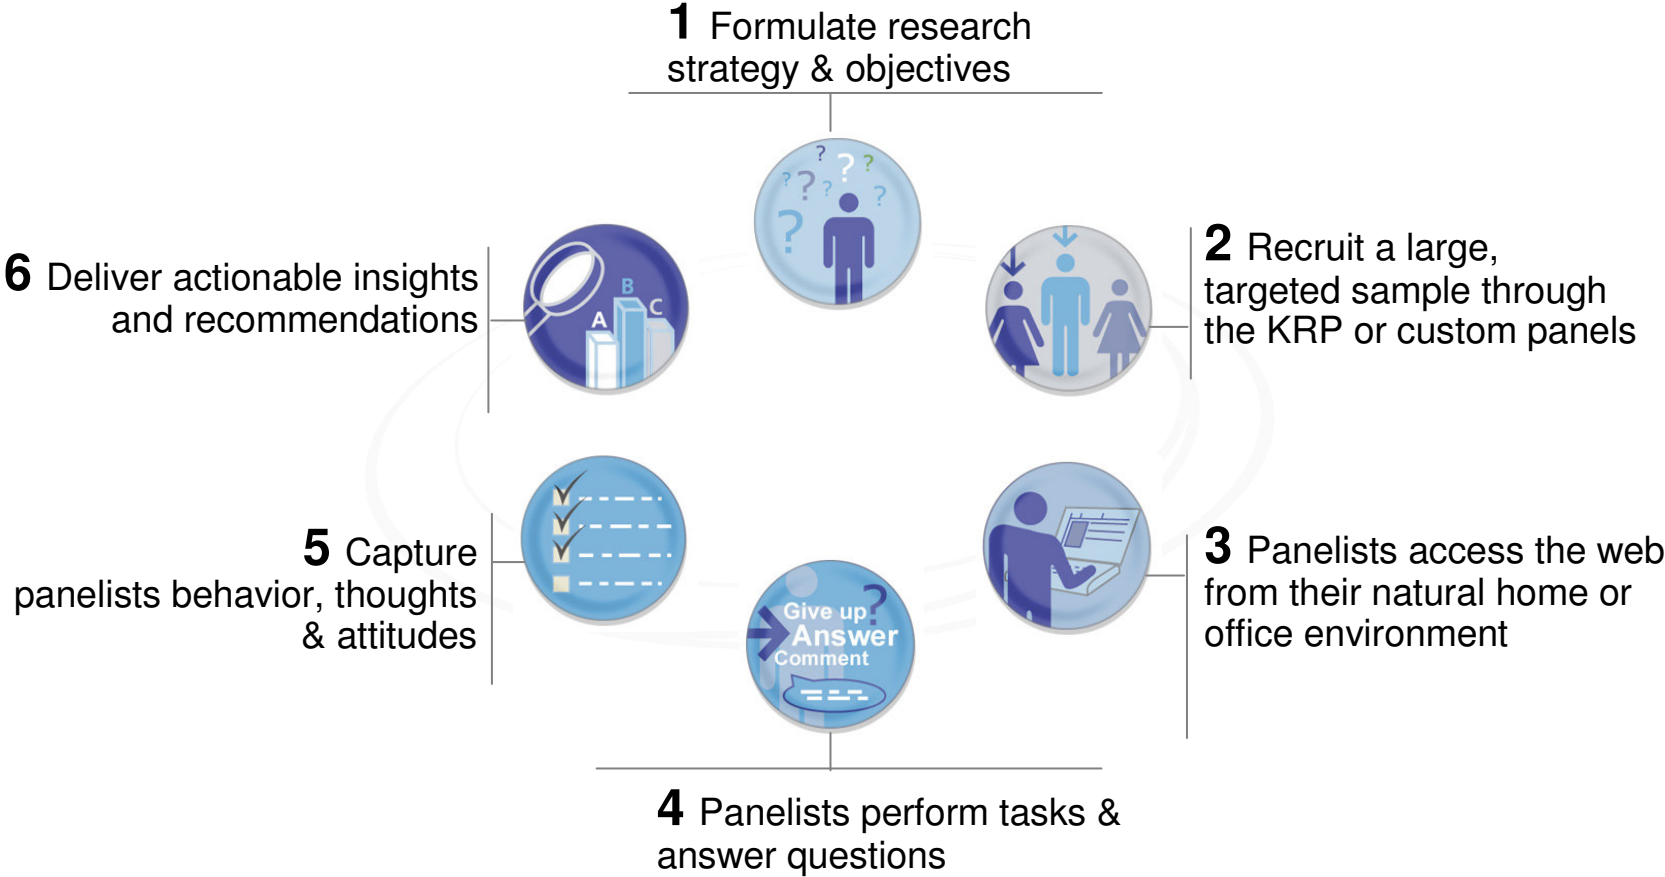 1 Formulate research
strategy & objectives
? ? ?
? ? ? ?
?
2 Recruit a large,
targeted sample through
the KRP or custom panels
3 Panelists access the web
from their natural home or
office environment
Give up ?
Answer
Comment
4 Panelists perform tasks &
answer questions
5 Capture
panelists behavior, thoughts
& attitudes
6 Deliver actionable insights
and recommendations
A B C